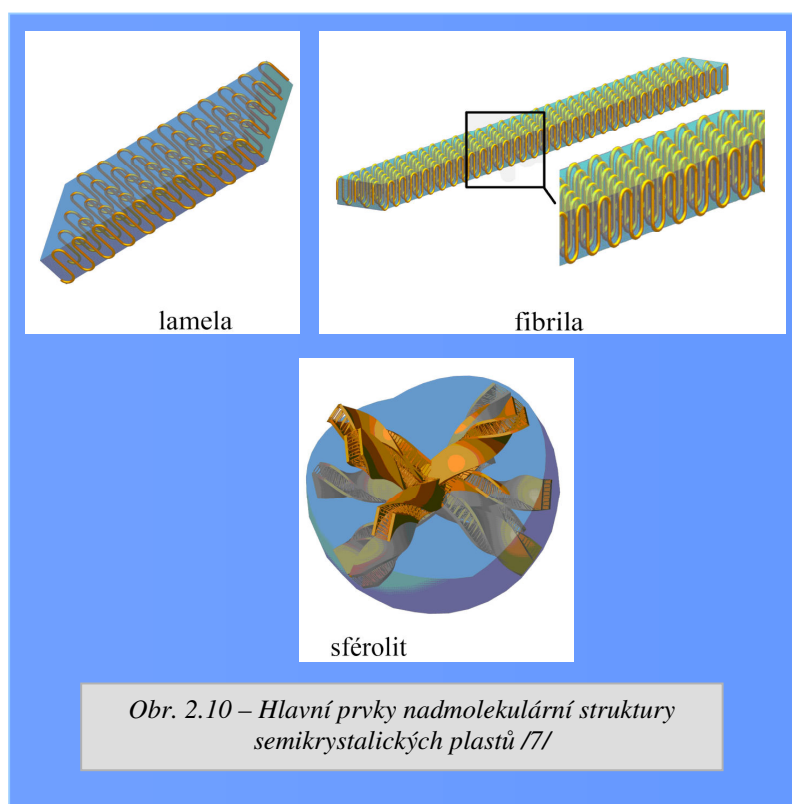 lamela
fibrila
sférolit
Obr. 2.10 – Hlavní prvky nadmolekulární struktury
semikrystalických plastů /7/